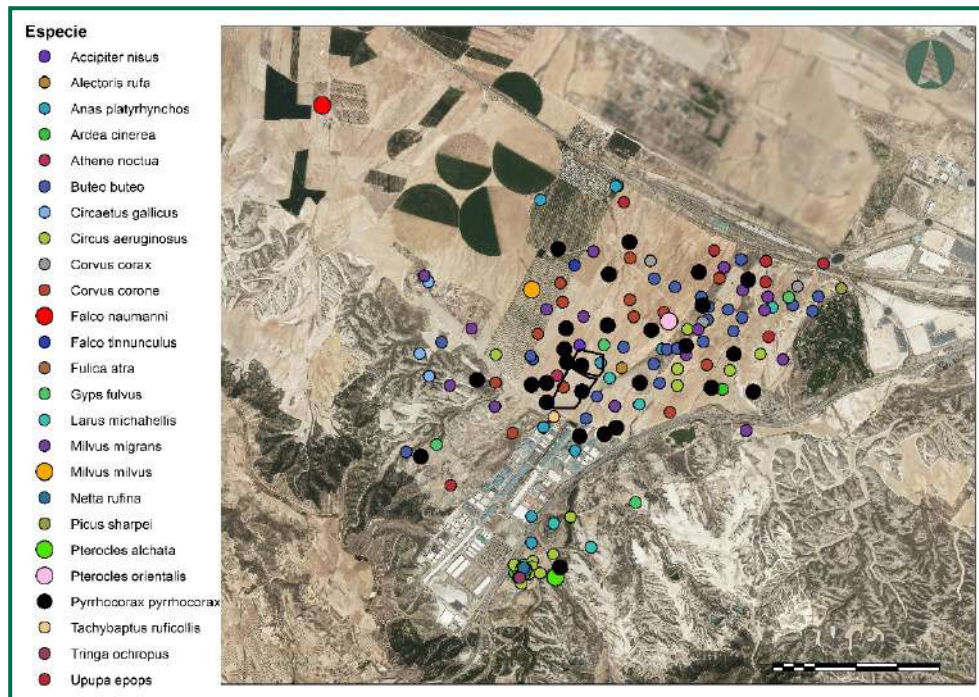 Especie
Accipiter nisus
Alectoris rufa
Anas platyrhynchos
Ardea cinerea
Athene noctua
Buteo buteo
Circaetus gallicus
Circus aeruginosus
Corvus corax
Corvus corone
Falco naumanni
Falco tinnunculus
Fulica atra
Gyps fulvus
Larus michahellis
Milvus migrans
Milvus milvus
Netta rufina
Picus sharpei
Pterocles alchata
Pterocles orientalis
Pyrrhocorax pyrrhocorax
Tachybaptus ruficollis
Tringa ochropus
Upupa epops